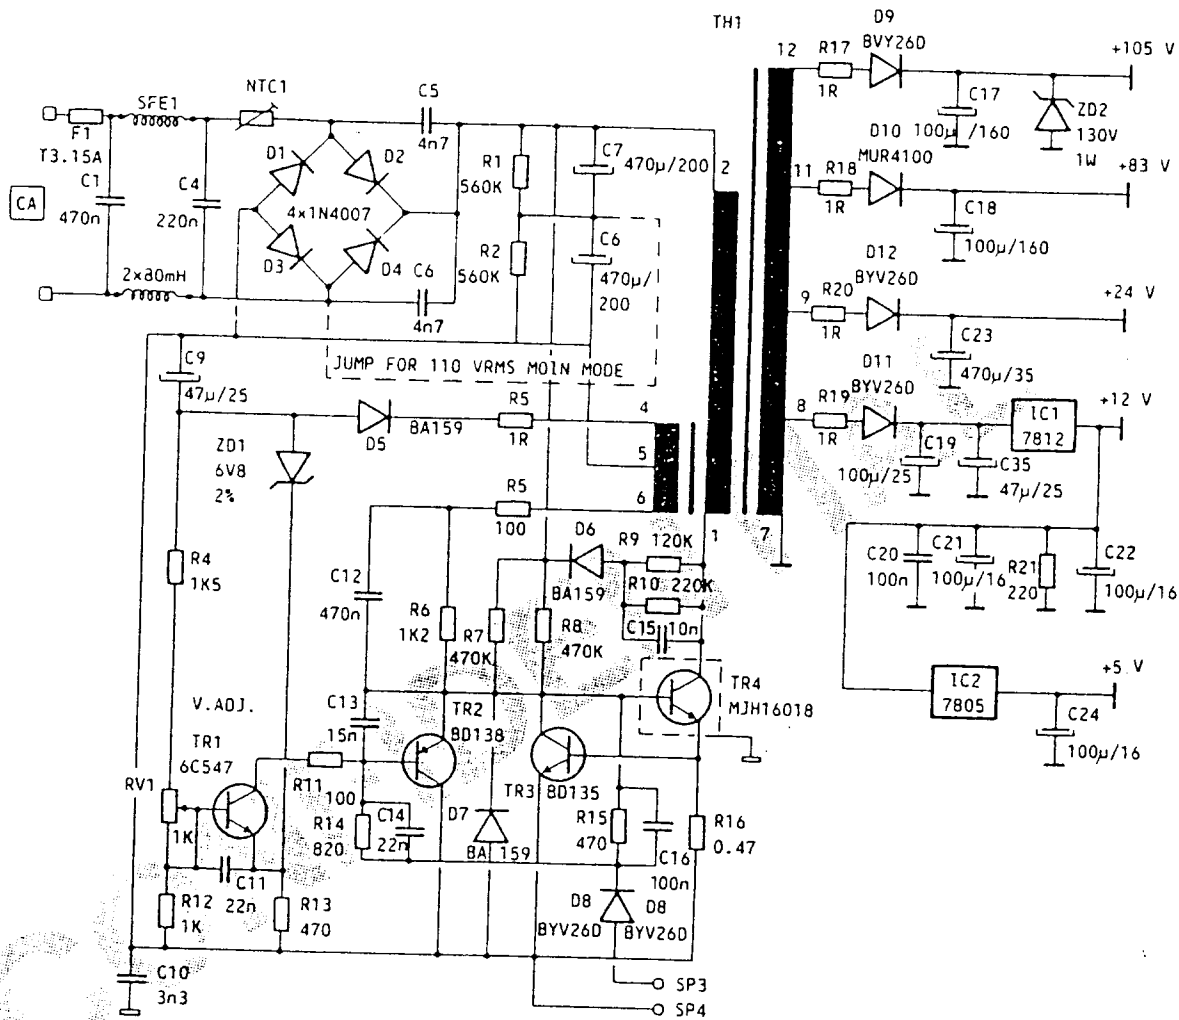 TH1
12
D9
BVY26D
R17
1R
C17
100µ/160
ZD2
130V
1W
+105 V
NTC1
SFE1
F1
T3.15A
C1
470n
CA
C4
220n
D1
D2
4x1N4007
D3
D4
C5
4n7
R1
560K
C7
470µ/200
2
D10
MUR4100
11
R18
1R
C18
100µ/160
+83 V
2x80mH
C6
4n7
R2
560K
C6
470µ/
200
D12
BYV26D
9
R20
1R
C23
470µ/35
+24 V
JUMP FOR 110 VRMS MOIN MODE
C9
47µ/25
D5
BA159
R5
1R
4
5
6
D11
BYV26D
8
R19
1R
C19
100µ/25
C35
47µ/25
IC1
7812
+12 V
ZD1
6V8
2%
R5
100
1
7
R4
1K5
C12
470n
R6
1K2
R7
470K
D6
BA159
R8
470K
R9
120K
R10
220K
C15
10n
C20
100n
C21
100µ/16
R21
220
C22
100µ/16
V.ADJ.
TR1
6C547
RV1
1K
C13
15n
TR2
BD138
TR3
BD135
TR4
MJH16018
IC2
7805
+5 V
C24
100µ/16
R11
100
R14
820
C14
22n
D7
BA159
R15
470
C16
100n
R16
0.47
C11
22n
R12
1K
R13
470
D8
BYV26D
D8
BYV26D
C10
3n3
SP3
SP4